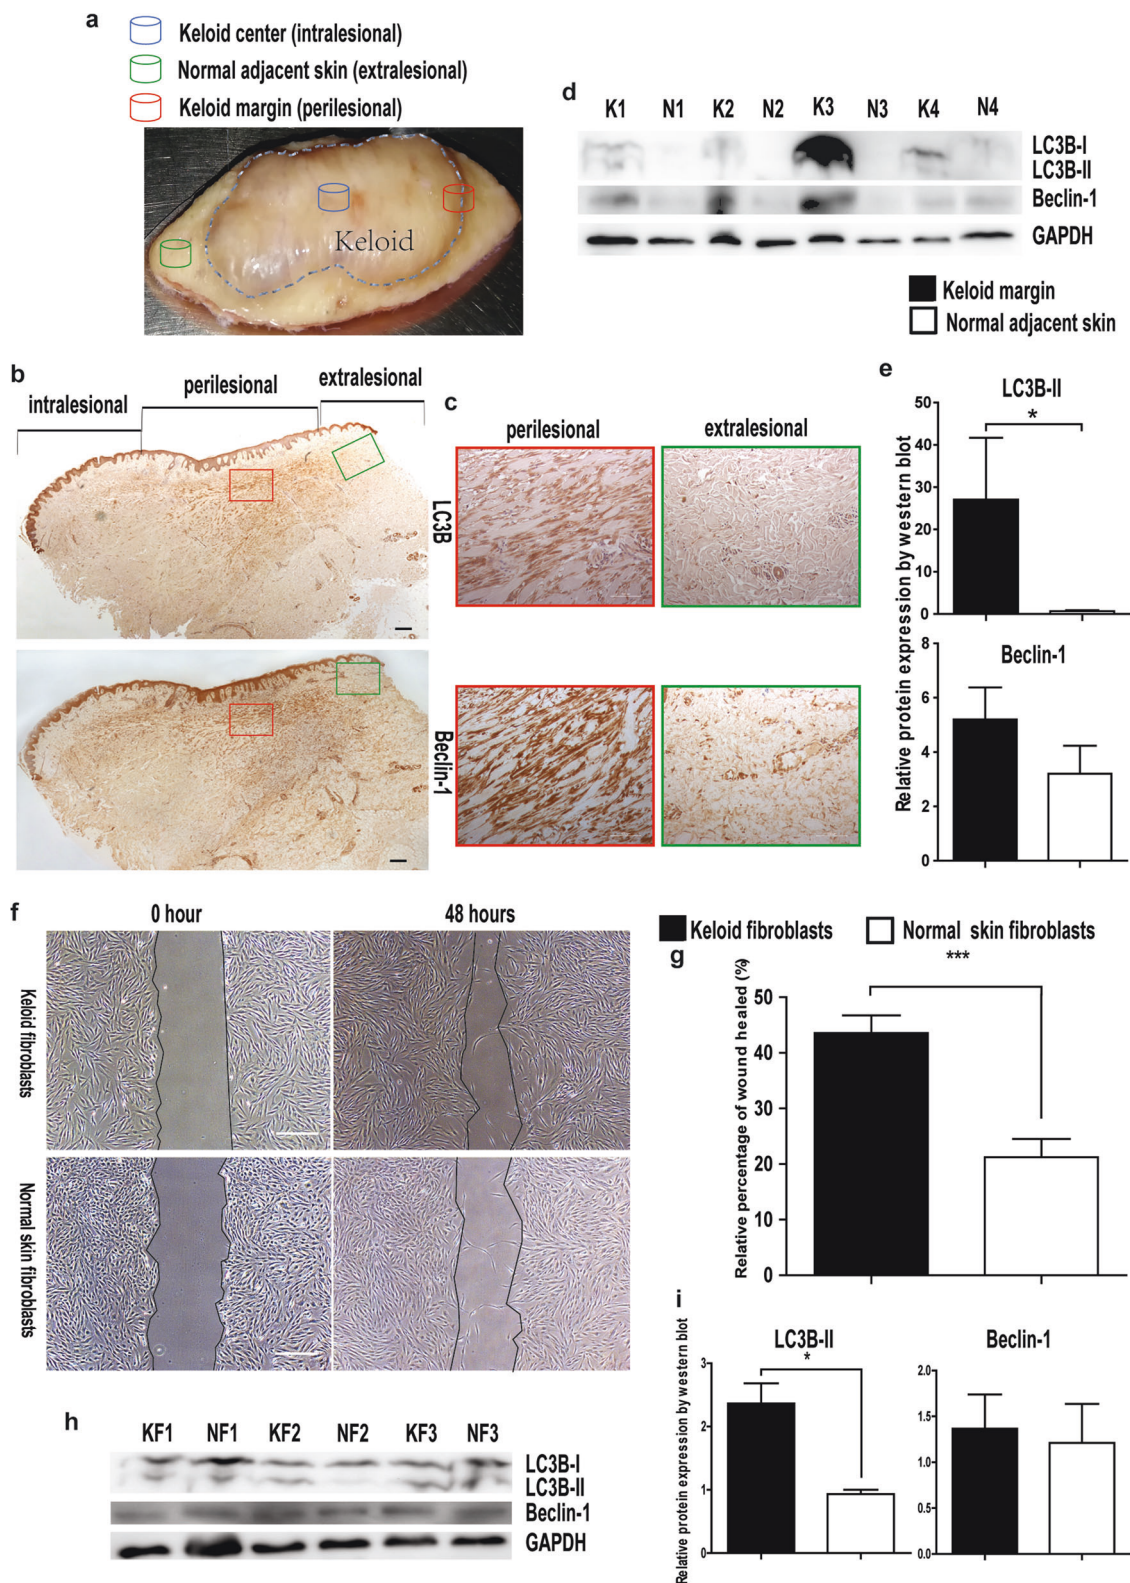 a
Keloid center (intralesional)
Normal adjacent skin (extralesional)
Keloid margin (perilesional)
Keloid
d
K1 N1 K2 N2 K3 N3 K4 N4
LC3B-I
LC3B-II
Beclin-1
GAPDH
Keloid margin
Normal adjacent skin
b
intralesional
perilesional
extralesional
c
perilesional
extralesional
LC3B
Beclin-1
e
LC3B-II
*
50
40
30
20
10
0
Relative protein expression by western blot
Beclin-1
8
6
4
2
0
f
0 hour
48 hours
Keloid fibroblasts
Normal skin fibroblasts
Keloid fibroblasts
Normal skin fibroblasts
g
***
Relative percentage of wound healed (%)
50
40
30
20
10
0
h
KF1 NF1 KF2 NF2 KF3 NF3
LC3B-I
LC3B-II
Beclin-1
GAPDH
i
Relative protein expression by western blot
LC3B-II
*
3
2
1
0
Beclin-1
2.0
1.5
1.0
0.5
0.0